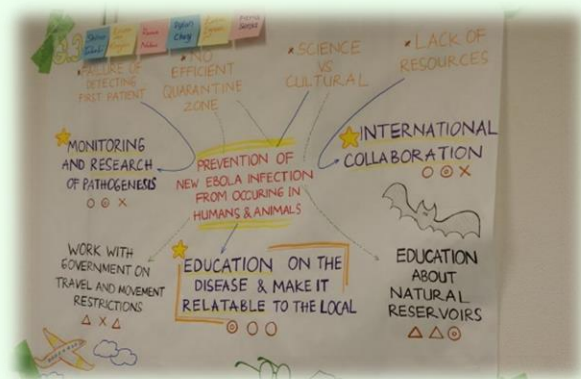 * FAILURE OF
DETECTING
FIRST PATIENT
* NO
EFFICIENT
QUARANTINE
ZONE
* SCIENCE
VS
CULTURAL
* LACK OF
RESOURCES
MONITORING
AND RESEARCH
OF PATHOGENESIS
PREVENTION OF
NEW EBOLA INFECTION
FROM OCCURING IN
HUMANS & ANIMALS
INTERNATIONAL
COLLABORATION
WORK WITH
GOVERNMENT ON
TRAVEL AND MOVEMENT
RESTRICTIONS
EDUCATION ON THE
DISEASE & MAKE IT
RELATABLE TO THE LOCAL
EDUCATION
ABOUT
NATURAL
RESERVOIRS